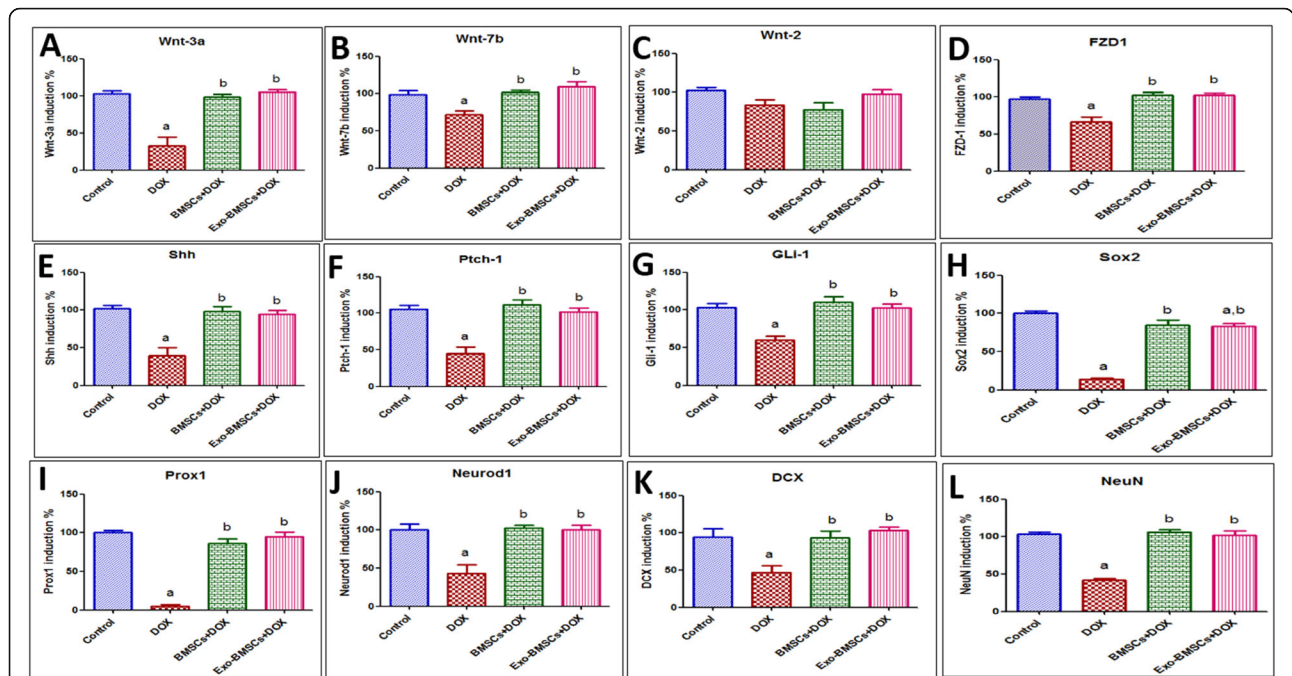 A
Wnt-3a
Wnt-3a induction %
150
100
50
0
a
b
b
Control
DOX
BMSCs+DOX
Exo-BMSCs+DOX
B
Wnt-7b
Wnt-7b induction %
150
100
50
0
a
b
b
Control
DOX
BMSCs+DOX
Exo-BMSCs+DOX
C
Wnt-2
Wnt-2 induction %
150
100
50
0
Control
DOX
BMSCs+DOX
Exo-BMSCs+DOX
D
FZD1
FZD-1 induction %
150
100
50
0
a
b
b
Control
DOX
BMSCs+DOX
Exo-BMSCs+DOX
E
Shh
Shh induction %
150
100
50
0
a
b
b
Control
DOX
BMSCs+DOX
Exo-BMSCs+DOX
F
Ptch-1
Ptch-1 induction %
150
100
50
0
a
b
b
Control
DOX
BMSCs+DOX
Exo-BMSCs+DOX
G
GLI-1
Gli-1 induction %
150
100
50
0
a
b
b
Control
DOX
BMSCs+DOX
Exo-BMSCs+DOX
H
Sox2
Sox2 induction %
150
100
50
0
a
b
a,b
Control
DOX
BMSCs+DOX
Exo-BMSCs+DOX
I
Prox1
Prox1 induction %
150
100
50
0
a
b
b
Control
DOX
BMSCs+DOX
Exo-BMSCs+DOX
J
Neurod1
Neurod1 induction %
150
100
50
0
a
b
b
Control
DOX
BMSCs+DOX
Exo-BMSCs+DOX
K
DCX
DCX induction %
150
100
50
0
a
b
b
Control
DOX
BMSCs+DOX
Exo-BMSCs+DOX
L
NeuN
NeuN induction %
150
100
50
0
a
b
b
Control
DOX
BMSCs+DOX
Exo-BMSCs+DOX